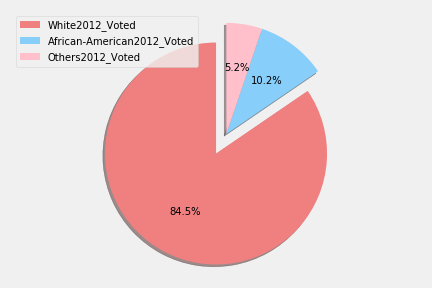 White2012_Voted
African-American2012_Voted
Others2012_Voted
5.2%
10.2%
84.5%